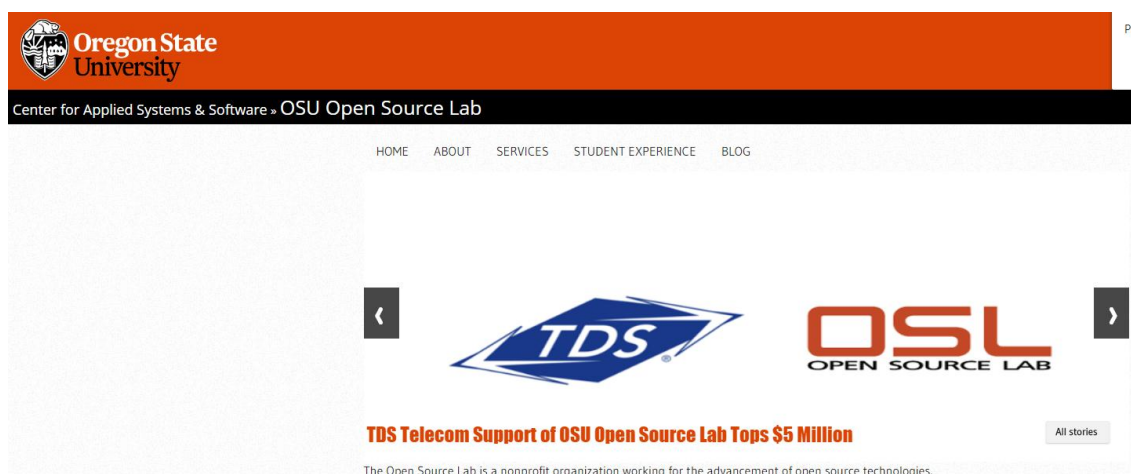 Oregon State
University
P
Center for Applied Systems & Software » OSU Open Source Lab
HOME ABOUT SERVICES STUDENT EXPERIENCE BLOG
‹ TDS® ›
OSL
OPEN SOURCE LAB
TDS Telecom Support of OSU Open Source Lab Tops $5 Million
All stories
The Open Source Lab is a nonprofit organization working for the advancement of open source technologies.